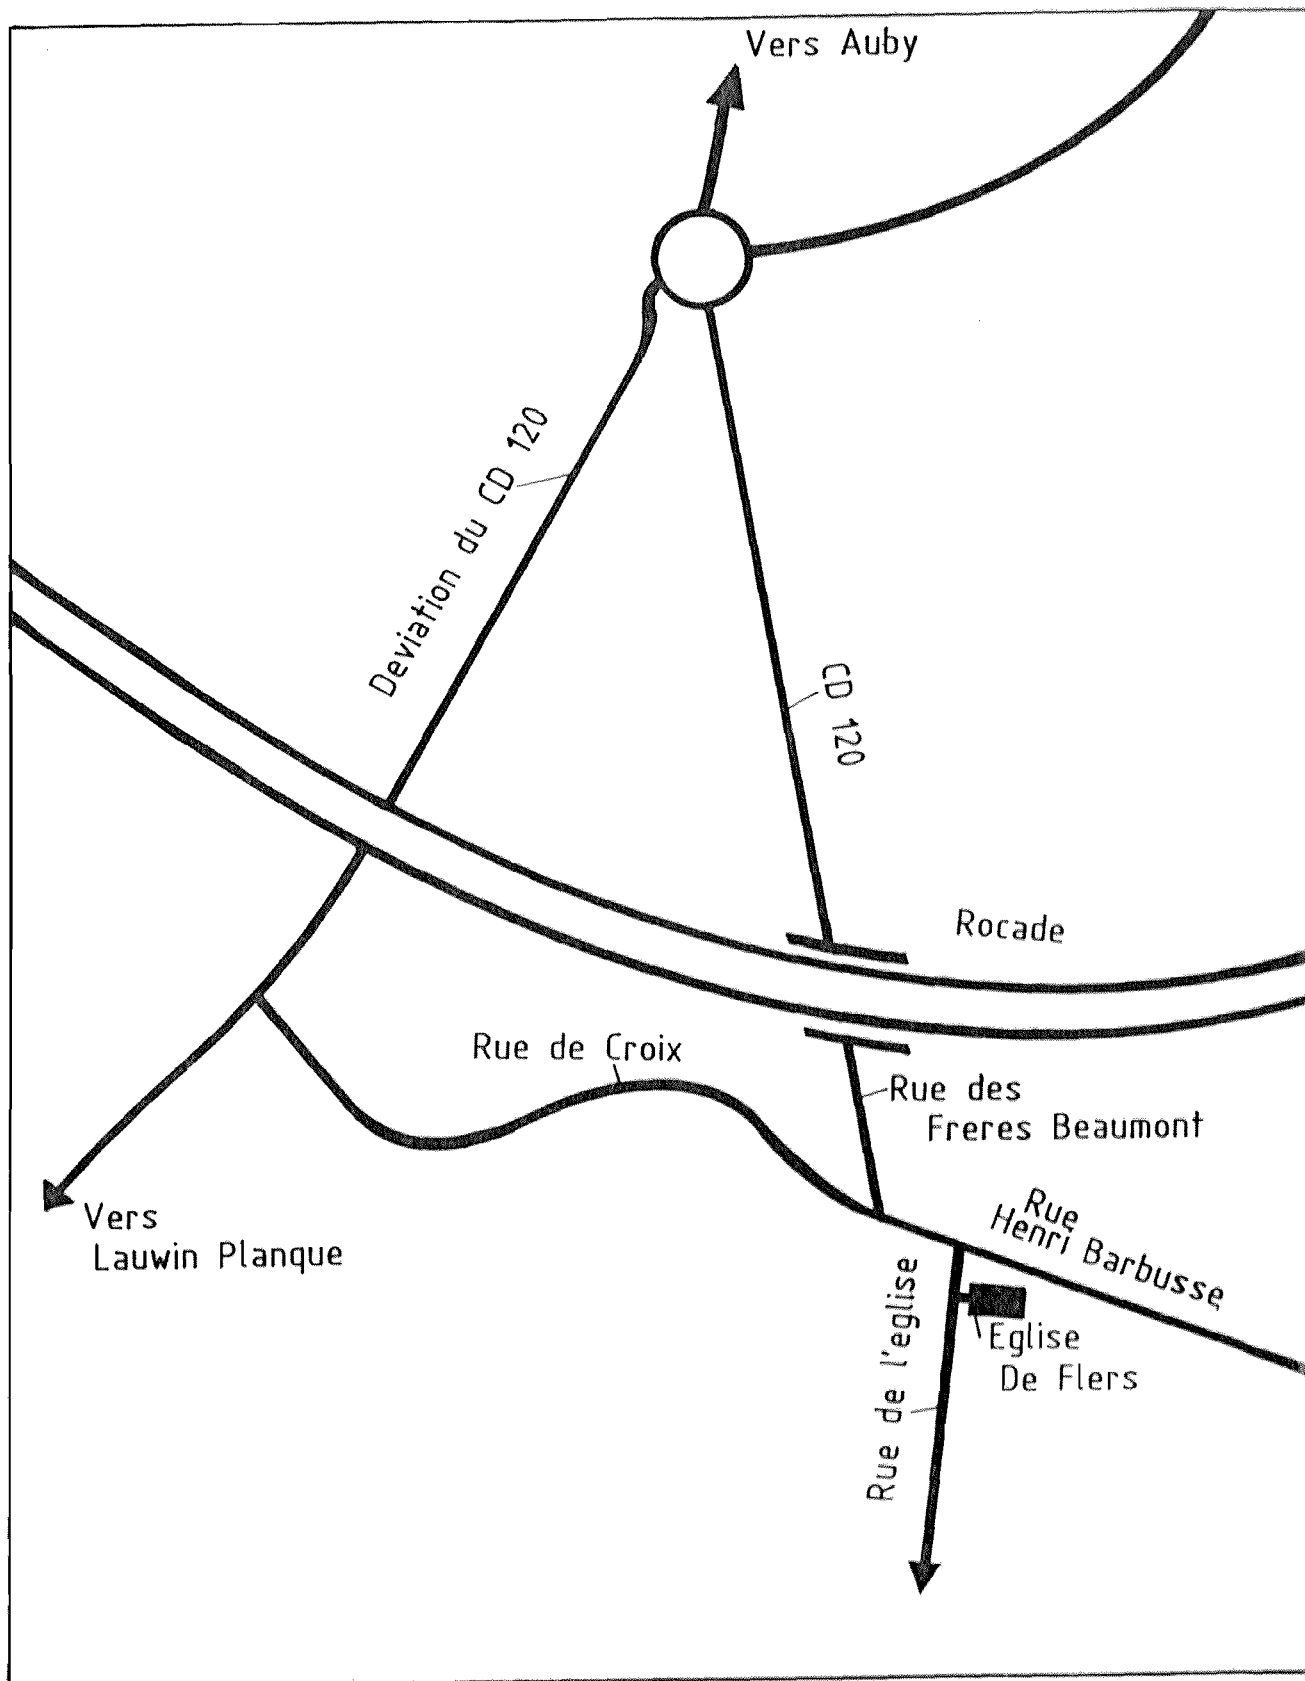 Vers Auby
Deviation du CD 120
CD 120
Rocade
Rue de Croix
Rue des
Freres Beaumont
Vers
Lauwin Planque
Rue
Henri Barbusse
Rue de l'eglise
Eglise
De Flers